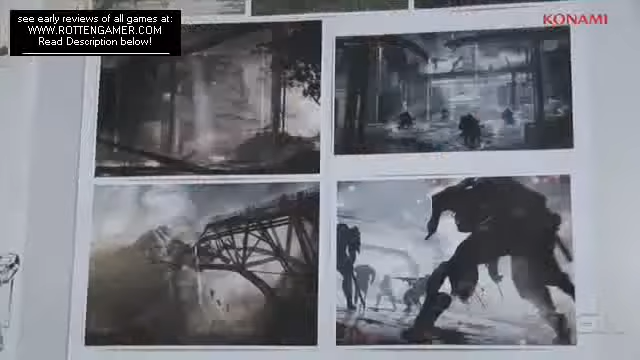 see early reviews of all games at:
WWW.ROTTENGAMER.COM
Read Description below!
KONAMI